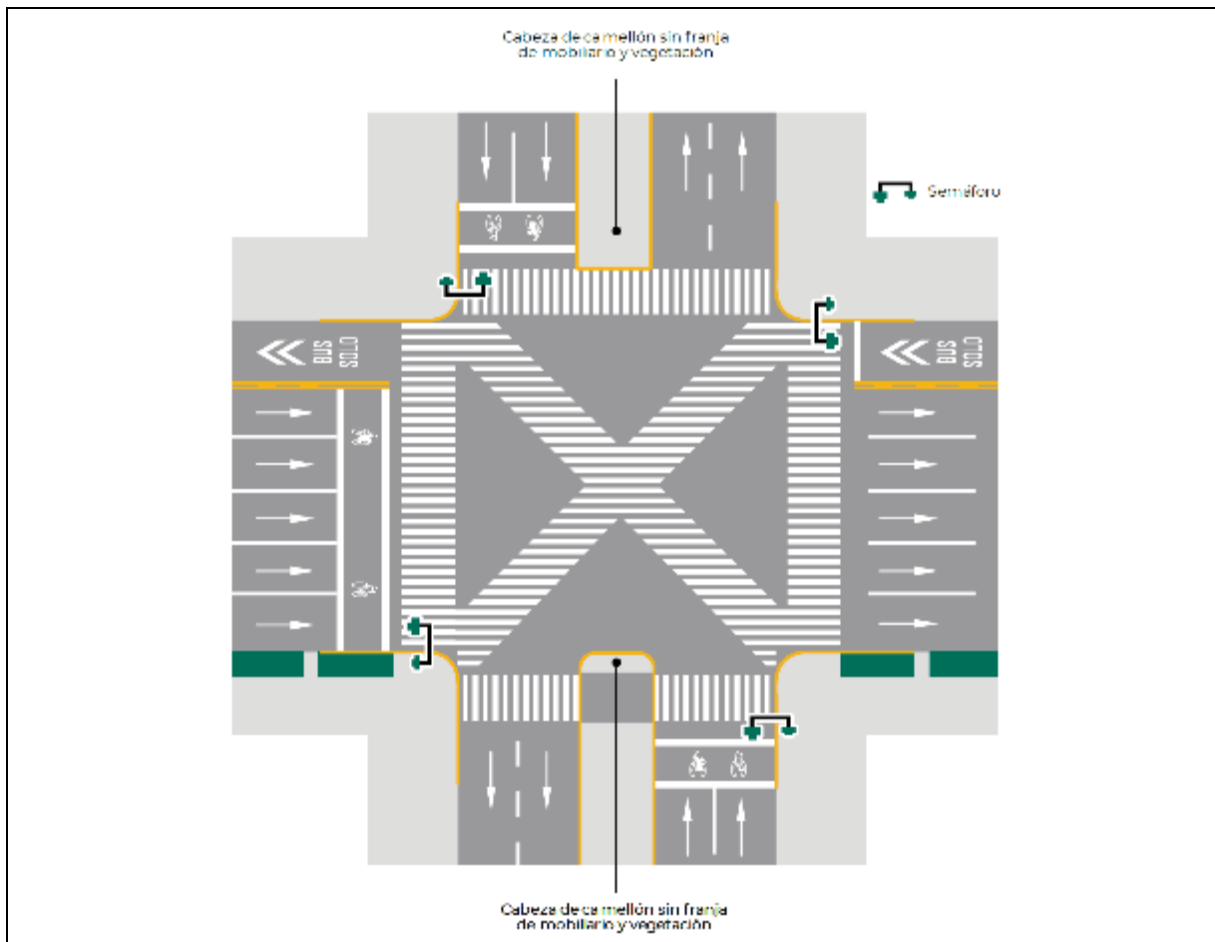 Cabeza de camellón sin franja
de mobiliario y vegetación
Semáforo
BUS
SOLO
BUS
SOLO
Cabeza de camellón sin franja
de mobiliario y vegetación